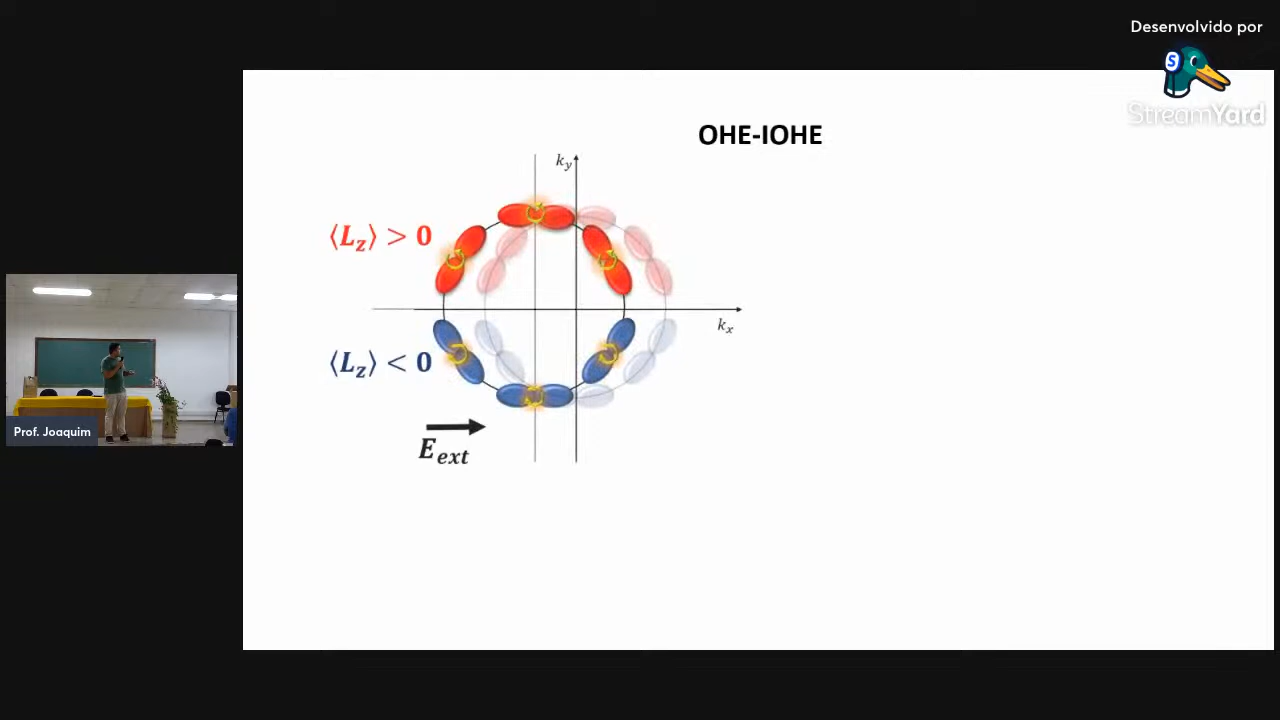 Desenvolvido por
S
StreamYard
OHE-IOHE
k_y
⟨L_z⟩ > 0
k_x
⟨L_z⟩ < 0
E_ext
Prof. Joaquim